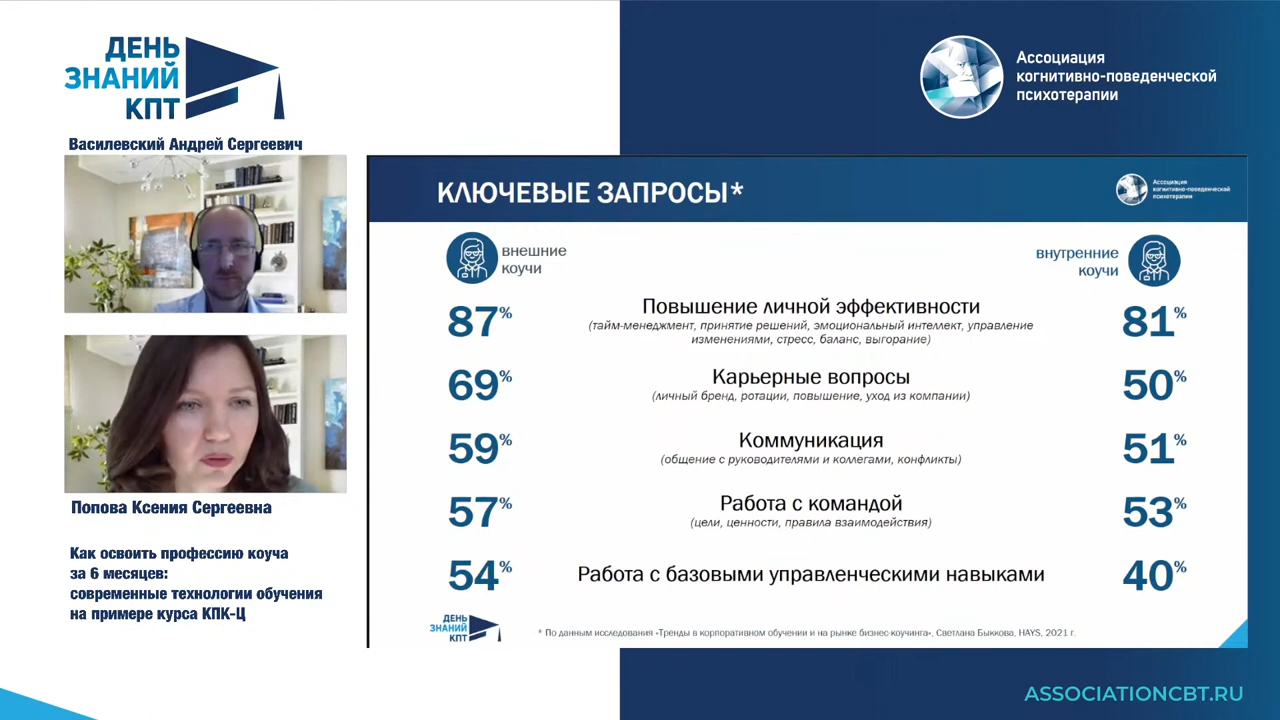 ДЕНЬ
ЗНАНИЙ
КПТ
Ассоциация
когнитивно-поведенческой
психотерапии
Василевский Андрей Сергеевич
Попова Ксения Сергеевна
Как освоить профессию коуча
за 6 месяцев:
современные технологии обучения
на примере курса КПК-Ц
КЛЮЧЕВЫЕ ЗАПРОСЫ*
Ассоциация
когнитивно-поведенческой
психотерапии
внешние
коучи
внутренние
коучи
87% Повышение личной эффективности 81%
(тайм-менеджмент, принятие решений, эмоциональный интеллект, управление
изменениями, стресс, баланс, выгорание)
69% Карьерные вопросы 50%
(личный бренд, ротации, повышение, уход из компании)
59% Коммуникация 51%
(общение с руководителями и коллегами, конфликты)
57% Работа с командой 53%
(цели, ценности, правила взаимодействия)
54% Работа с базовыми управленческими навыками 40%
ДЕНЬ
ЗНАНИЙ
КПТ
* По данным исследования «Тренды в корпоративном обучении и на рынке бизнес-коучинга», Светлана Быккова, HAYS, 2021 г.
ASSOCIATIONCBT.RU